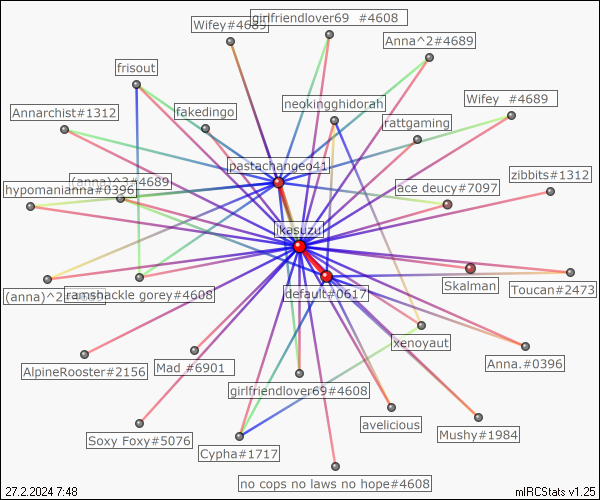 Wifey#4689
girlfriendlover69 #4608
Anna^2#4689
frisout
Annarchist#1312
fakedingo
neokingghidorah
Wifey #4689
rattgaming
pastachangeo41
(anna)^3#4689
hypomanianna#0396
ace deucy#7097
zibbits#1312
ikasuzu
(anna)^2
ramshackle gorey#4608
default#0617
Skalman
Toucan#2473
xenoyaut
Anna.#0396
AlpineRooster#2156
Mad #6901
girlfriendlover69#4608
avelicious
Soxy Foxy#5076
Cypha#1717
Mushy#1984
no cops no laws no hope#4608
27.2.2024 7:48
mIRCStats v1.25